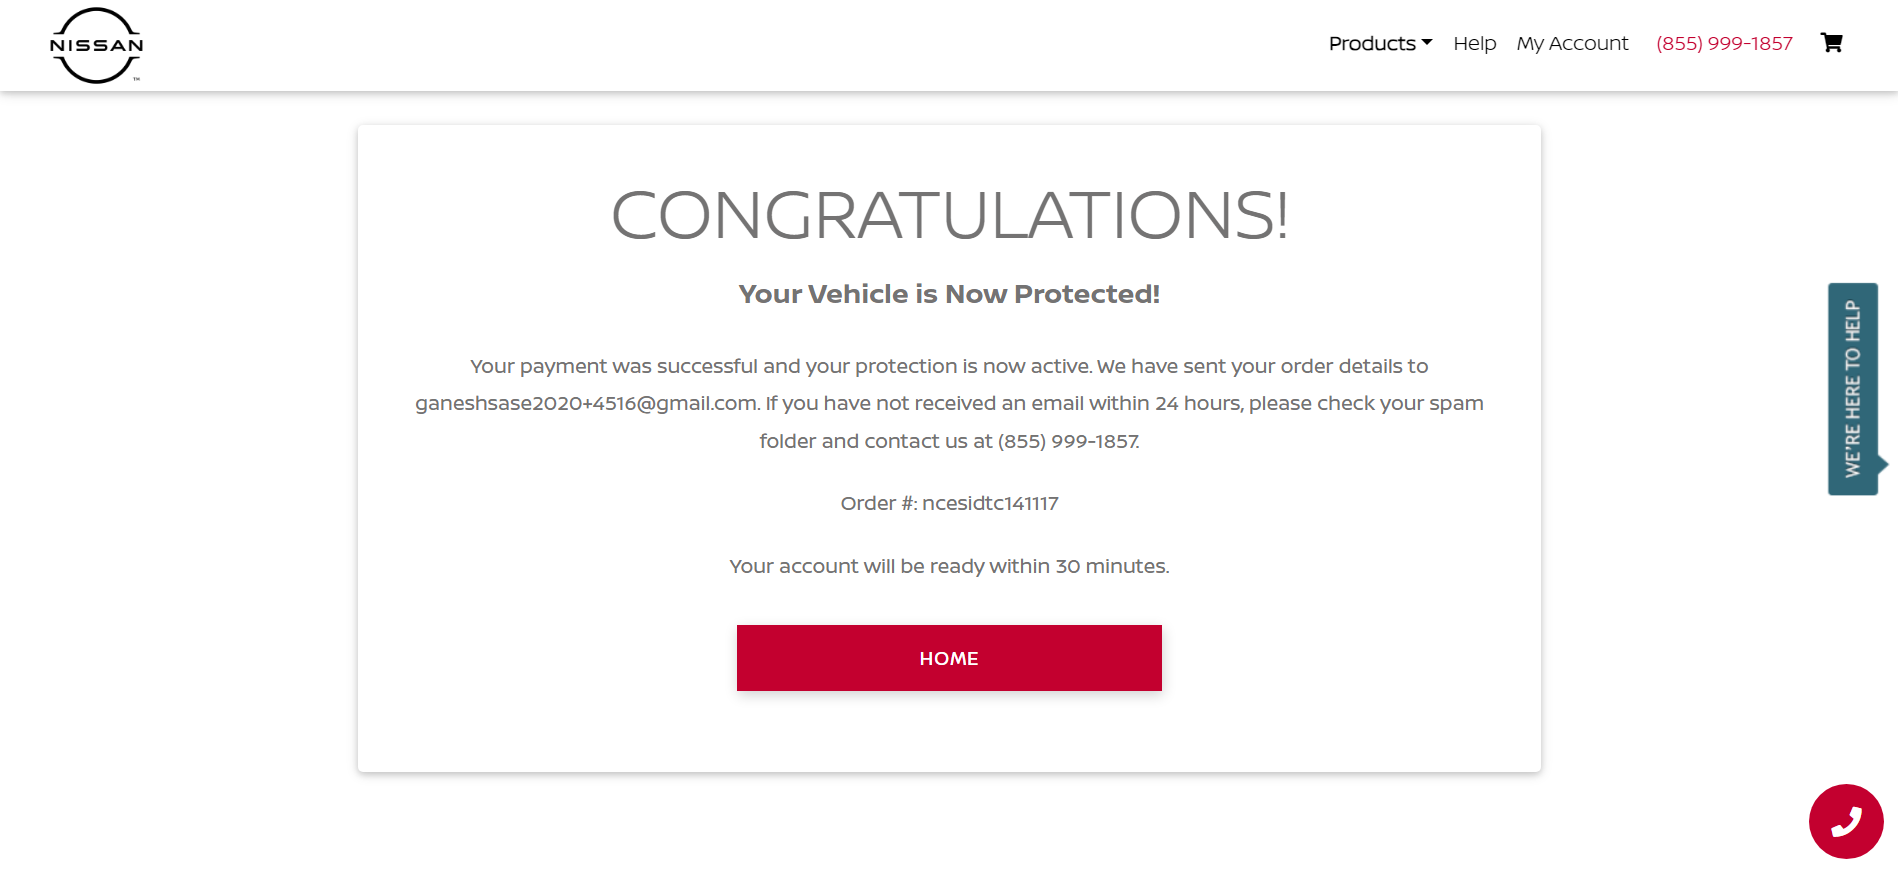 NISSAN
TM
Products Help My Account (855) 999-1857
CONGRATULATIONS!
Your Vehicle is Now Protected!
Your payment was successful and your protection is now active. We have sent your order details to
ganeshsase2020+4516@gmail.com. If you have not received an email within 24 hours, please check your spam
folder and contact us at (855) 999-1857.
Order #: ncesidtc141117
Your account will be ready within 30 minutes.
HOME
WE'RE HERE TO HELP